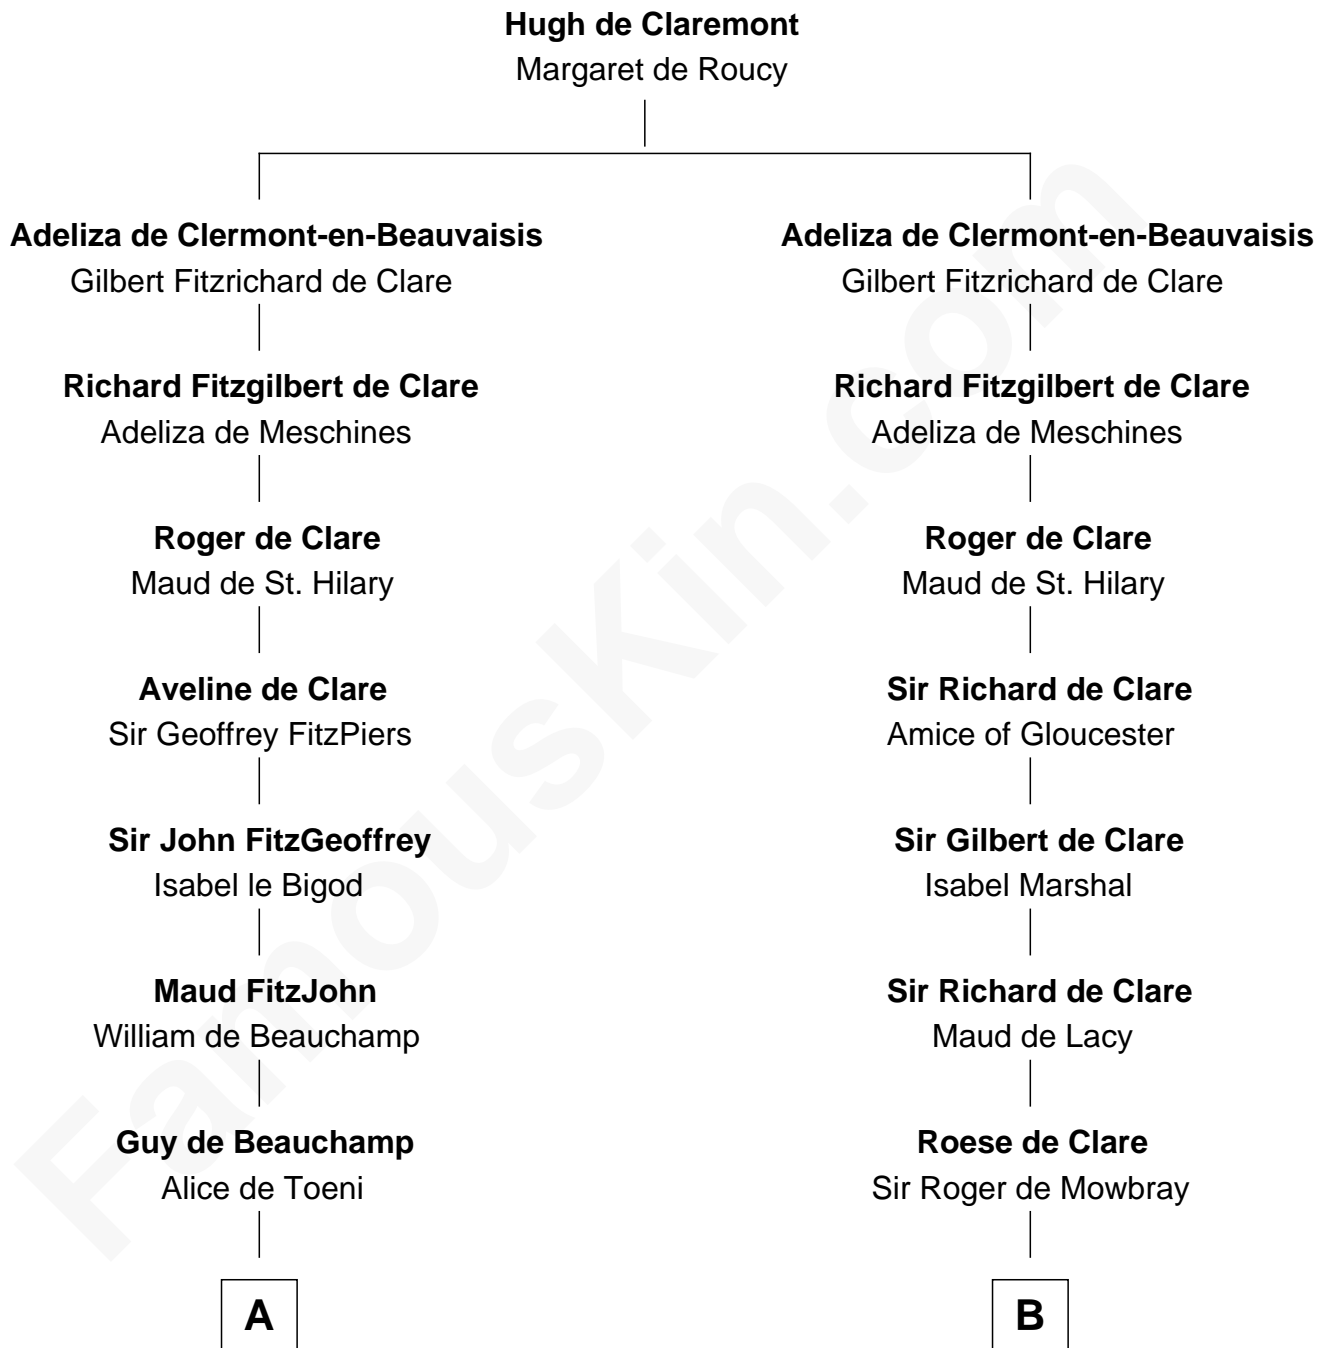 Hugh de Claremont
Margaret de Roucy
Adeliza de Clermont-en-Beauvaisis
Gilbert Fitzrichard de Clare
Richard Fitzgilbert de Clare
Adeliza de Meschines
Roger de Clare
Maud de St. Hilary
Aveline de Clare
Sir Geoffrey FitzPiers
Sir John FitzGeoffrey
Isabel le Bigod
Maud FitzJohn
William de Beauchamp
Guy de Beauchamp
Alice de Toeni
A
Adeliza de Clermont-en-Beauvaisis
Gilbert Fitzrichard de Clare
Richard Fitzgilbert de Clare
Adeliza de Meschines
Roger de Clare
Maud de St. Hilary
Sir Richard de Clare
Amice of Gloucester
Sir Gilbert de Clare
Isabel Marshal
Sir Richard de Clare
Maud de Lacy
Roese de Clare
Sir Roger de Mowbray
B
FamousKin.com